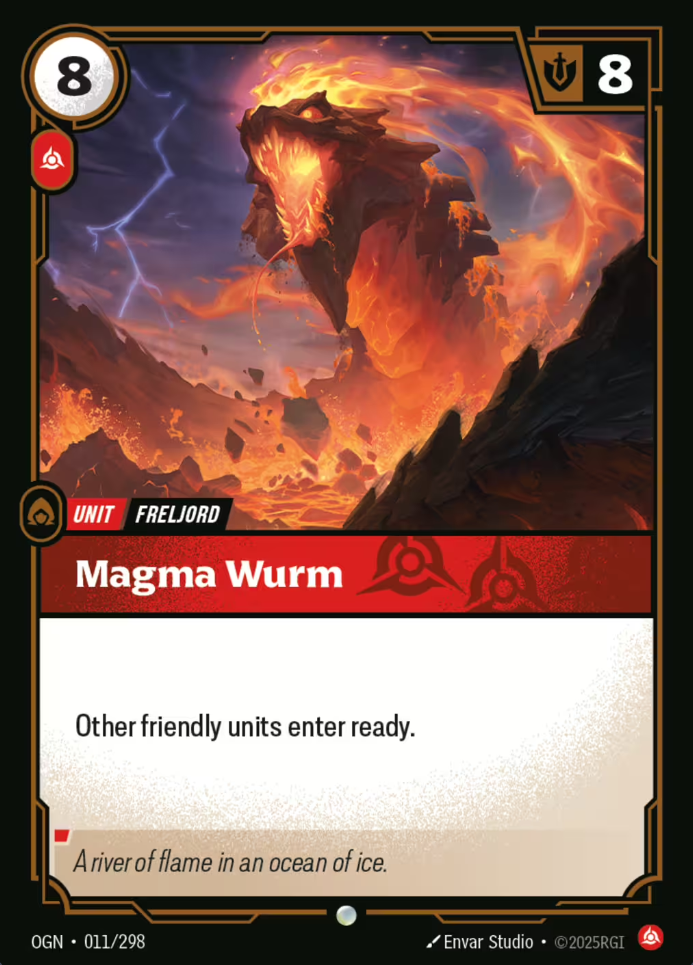 8
8
UNIT FRELJORD
Magma Wurm
Other friendly units enter ready.
A river of flame in an ocean of ice.
OGN • 011/298 Envar Studio • ©2025RGI